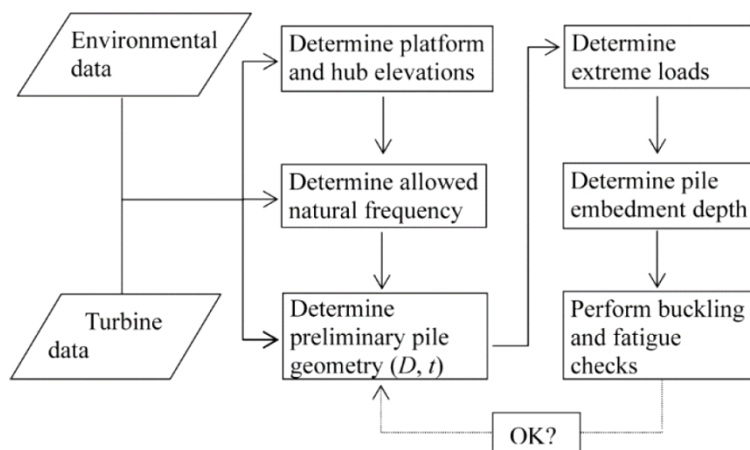 Environmental
data
Turbine
data
Determine platform
and hub elevations
Determine allowed
natural frequency
Determine
preliminary pile
geometry (D, t)
Determine
extreme loads
Determine pile
embedment depth
Perform buckling
and fatigue
checks
OK?